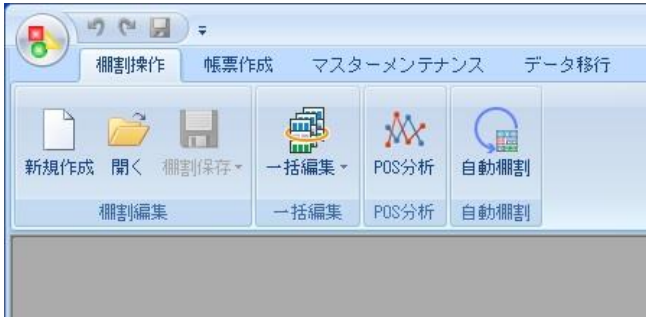 棚割操作 帳票作成 マスターメンテナンス データ移行
新規作成 開く 棚割保存 一括編集 POS分析 自動棚割
棚割編集 一括編集 POS分析 自動棚割